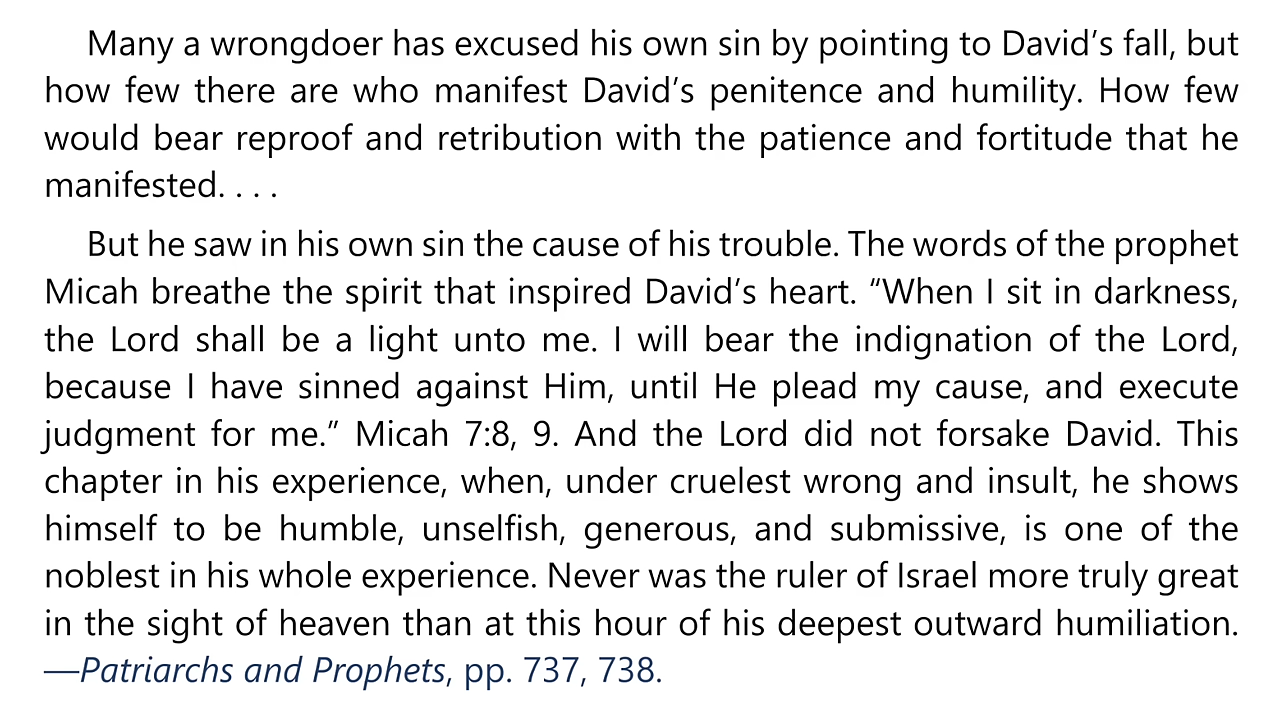 Many a wrongdoer has excused his own sin by pointing to David’s fall, but
how few there are who manifest David’s penitence and humility. How few
would bear reproof and retribution with the patience and fortitude that he
manifested. . . .
But he saw in his own sin the cause of his trouble. The words of the prophet
Micah breathe the spirit that inspired David’s heart. “When I sit in darkness,
the Lord shall be a light unto me. I will bear the indignation of the Lord,
because I have sinned against Him, until He plead my cause, and execute
judgment for me.” Micah 7:8, 9. And the Lord did not forsake David. This
chapter in his experience, when, under cruelest wrong and insult, he shows
himself to be humble, unselfish, generous, and submissive, is one of the
noblest in his whole experience. Never was the ruler of Israel more truly great
in the sight of heaven than at this hour of his deepest outward humiliation.
—Patriarchs and Prophets, pp. 737, 738.